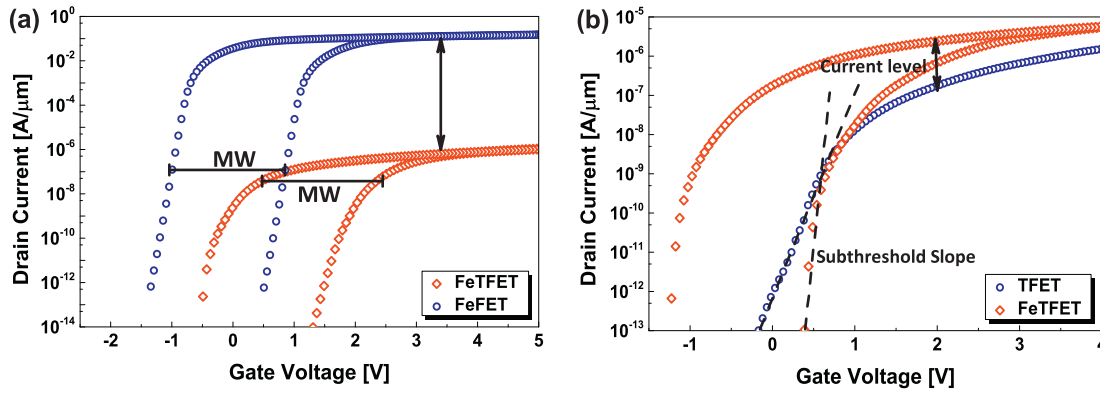 (a)
Drain Current [A/μm]
10^1
10^-2
10^-4
10^-6
10^-8
10^-10
10^-12
10^-14
MW
MW
FeTFET
FeFET
-2 -1 0 1 2 3 4 5
Gate Voltage [V]
(b)
Drain Current [A/μm]
10^-5
10^-6
10^-7
10^-8
10^-9
10^-10
10^-11
10^-12
10^-13
Current level
Subthreshold Slope
TFET
FeTFET
-1 0 1 2 3 4
Gate Voltage [V]